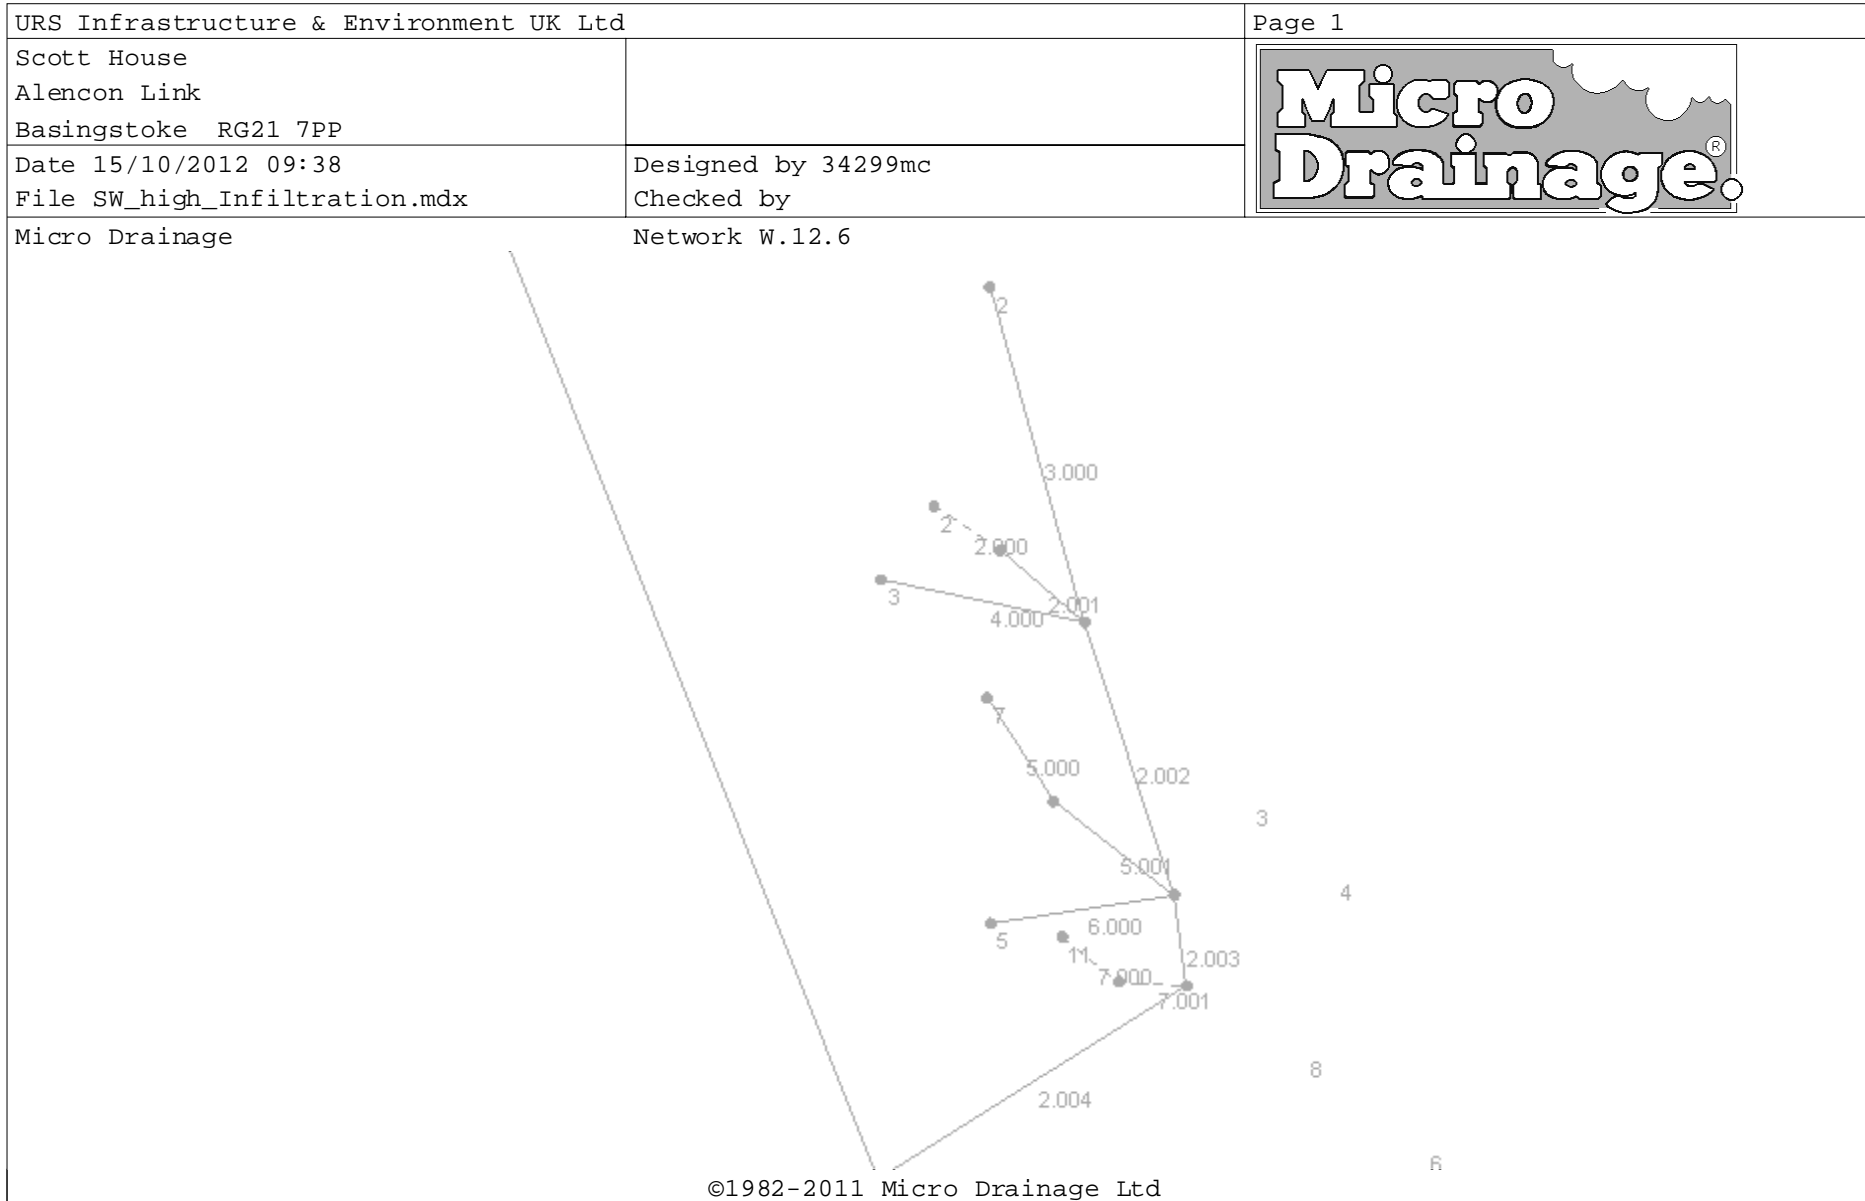 URS Infrastructure & Environment UK Ltd
Page 1
Scott House
Alencon Link
Basingstoke RG21 7PP
Date 15/10/2012 09:38
File SW_high_Infiltration.mdx
Designed by 34299mc
Checked by
Micro
Drainage®
Micro Drainage
Network W.12.6
2
3.000
2
2.000
3
2.001
4.000
7
5.000
2.002
3
5.001
4
6.000
5
11
2.003
7.000
7.001
8
2.004
6
©1982-2011 Micro Drainage Ltd